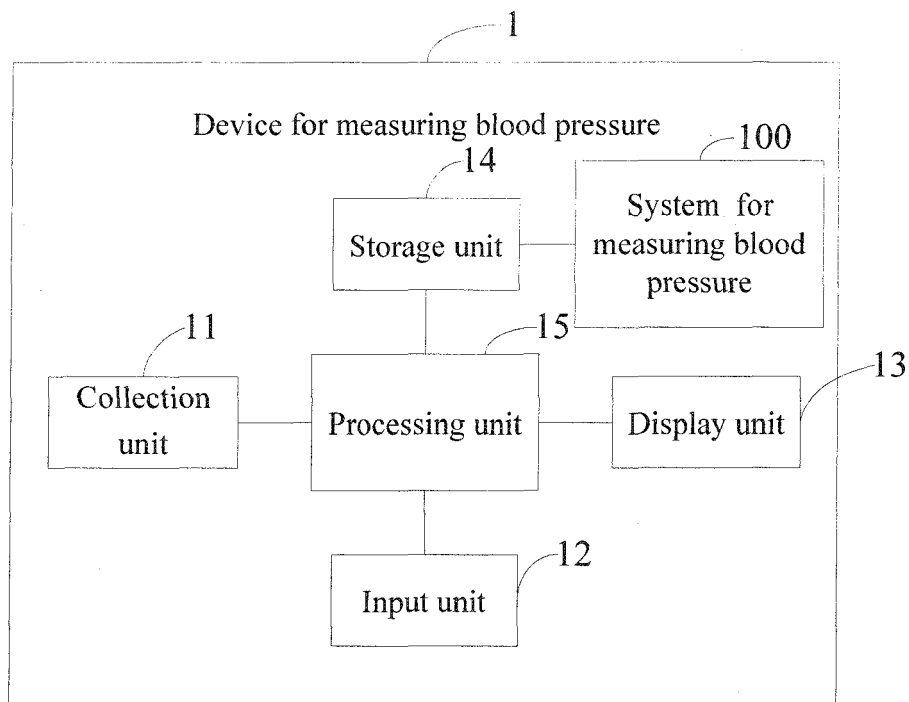 1
Device for measuring blood pressure
14
100
Storage unit
System for
measuring blood
pressure
11
15
13
Collection
unit
Processing unit
Display unit
12
Input unit